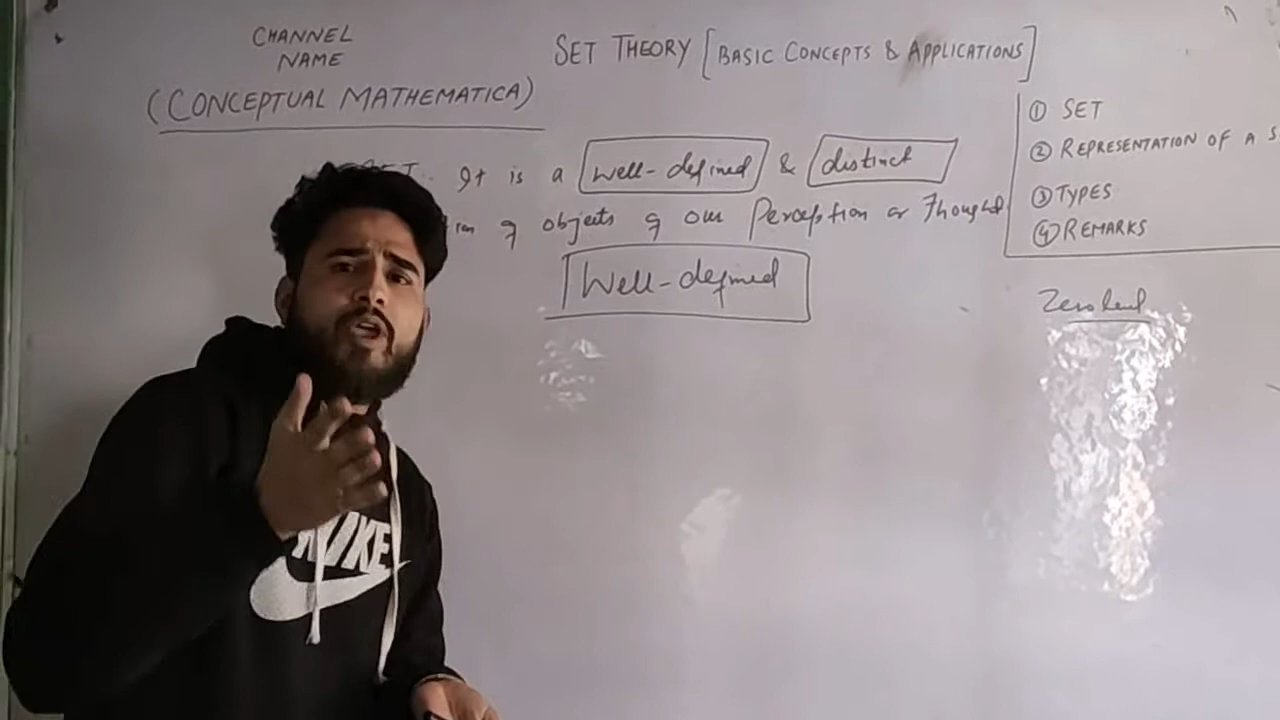 CHANNEL
NAME
(CONCEPTUAL MATHEMATICA)
SET THEORY [BASIC CONCEPTS & APPLICATIONS]
It is a well-defined & distinct
of objects of our Perception or Thought
Well-defined
① SET
② REPRESENTATION OF A S
③ TYPES
④ REMARKS
Zero level
NIKE